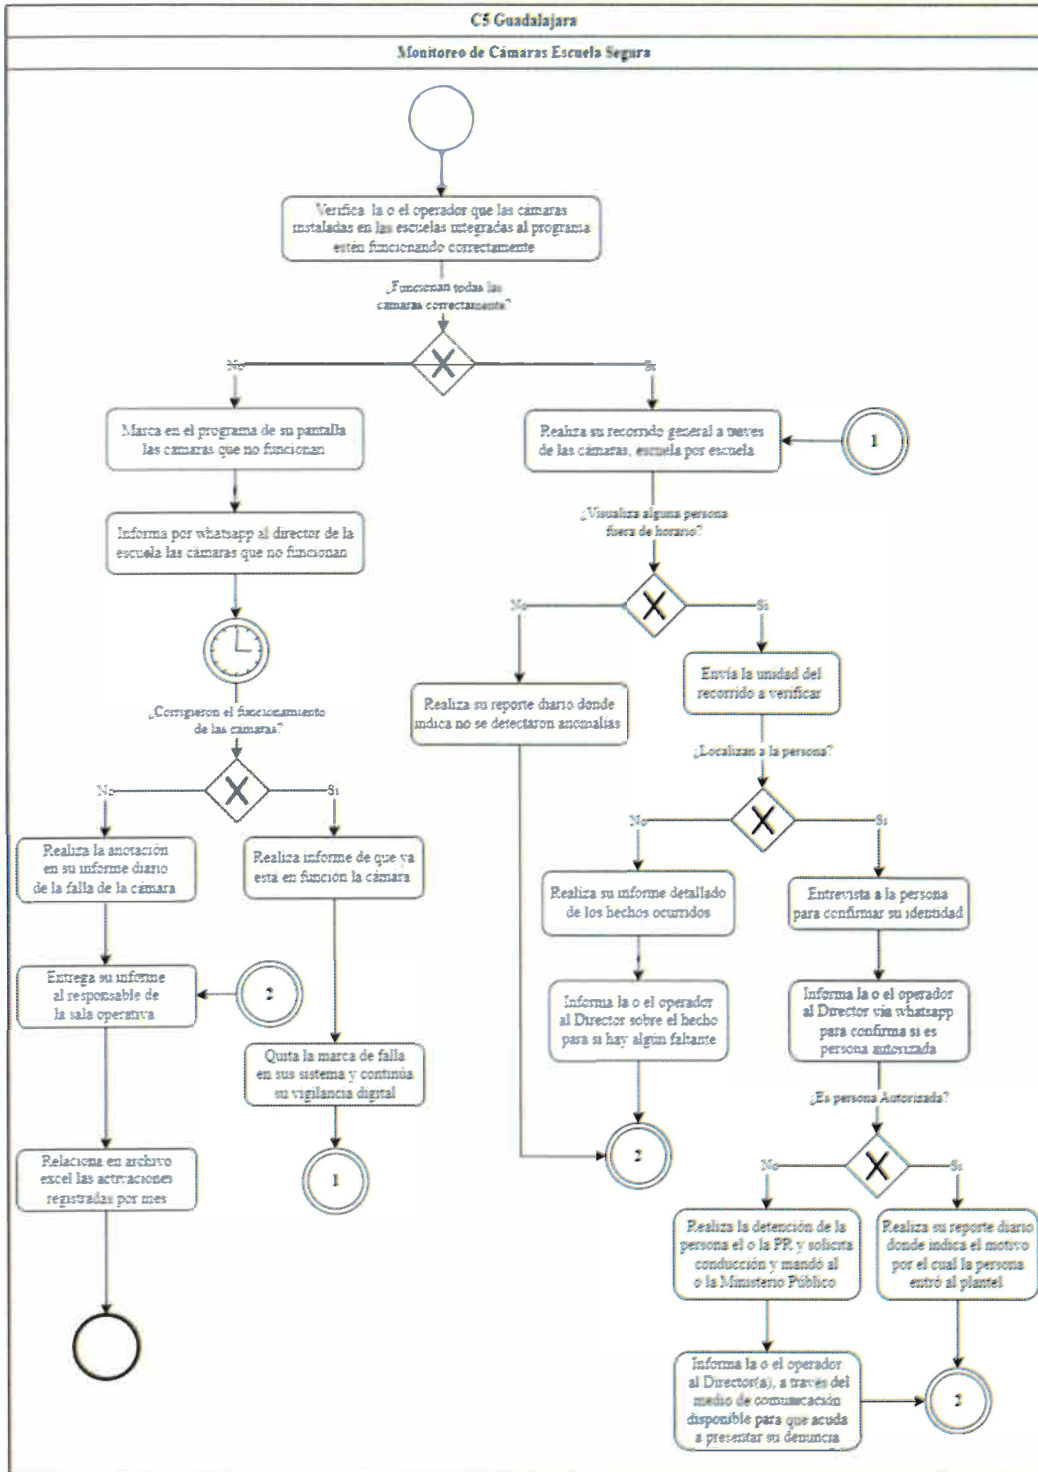 C5 Guadalajara
Monitoreo de Cámaras Escuela Segura
Verifica la o el operador que las cámaras
instaladas en las escuelas integradas al programa
estén funcionando correctamente
¿Funcionan todas las
cámaras correctamente?
No
Si
Marca en el programa de su pantalla
las cámaras que no funcionan
Realiza su recorrido general a traves
de las cámaras, escuela por escuela
1
Informa por whatsapp al director de la
escuela las cámaras que no funcionan
¿Visualiza alguna persona
fuera de horario?
No
Si
¿Corrigieron el funcionamiento
de las cámaras?
Realiza su reporte diario donde
indica no se detectaron anomalías
Envía la unidad del
recorrido a verificar
¿Localizan a la persona?
No
Si
No
Si
Realiza la anotación
en su informe diario
de la falla de la cámara
Realiza informe de que ya
está en función la cámara
Realiza su informe detallado
de los hechos ocurridos
Entrevista a la persona
para confirmar su identidad
Entrega su informe
al responsable de
la sala operativa
2
Informa la o el operador
al Director sobre el hecho
para si hay algún faltante
Informa la o el operador
al Director via whatsapp
para confirma si es
persona autorizada
Quita la marca de falla
en sus sistema y continúa
su vigilancia digital
¿Es persona Autorizada?
Relaciona en archivo
excel las activaciones
registradas por mes
1
2
No
Si
Realiza la detención de la
persona el o la PR y solicita
conducción y mandó al
o la Ministerio Público
Realiza su reporte diario
donde indica el motivo
por el cual la persona
entró al plantel
Informa la o el operador
al Director(a), a través del
medio de comunicación
disponible para que acuda
a presentar su denuncia
2